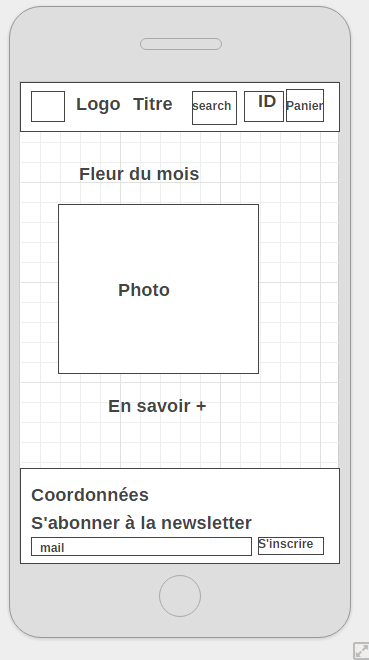 Logo Titre search ID Panier
Fleur du mois
Photo
En savoir +
Coordonnées
S'abonner à la newsletter
mail S'inscrire